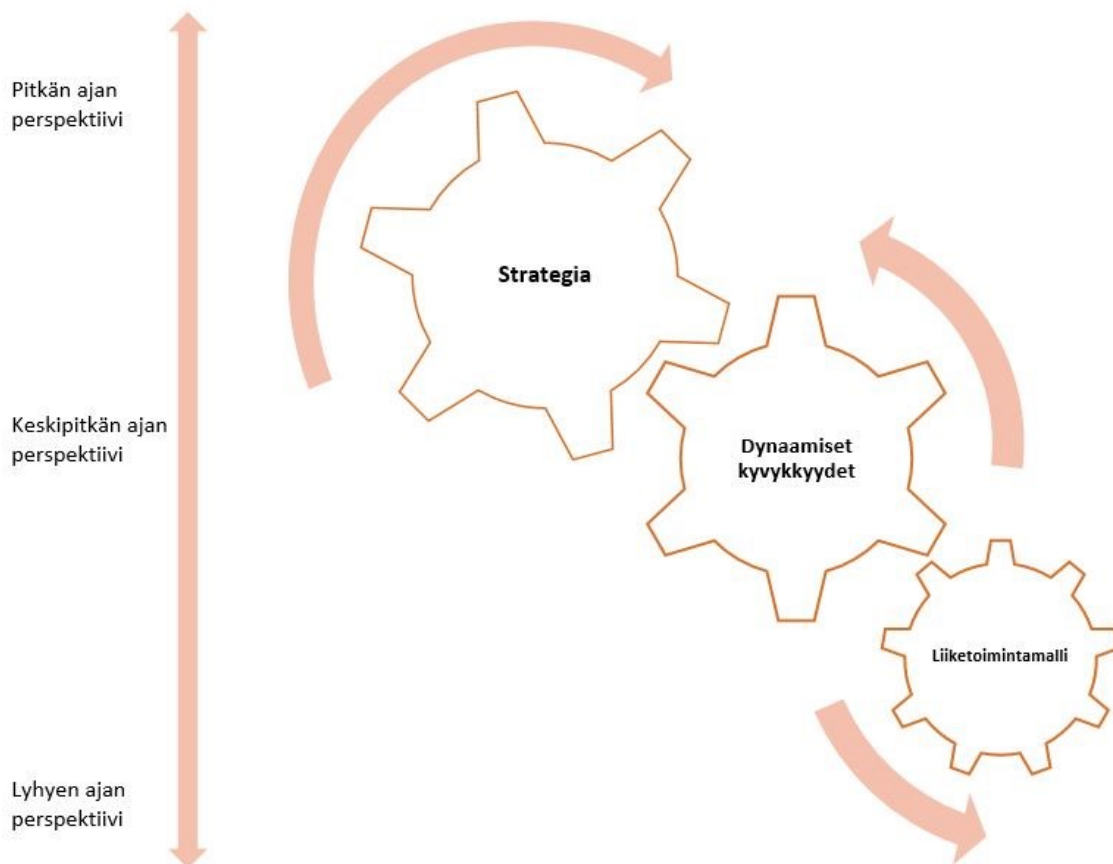 Pitkän ajan
perspektiivi
Strategia
Keskipitkän ajan
perspektiivi
Dynaamiset
kyvykkyydet
Liiketoimintamalli
Lyhyen ajan
perspektiivi